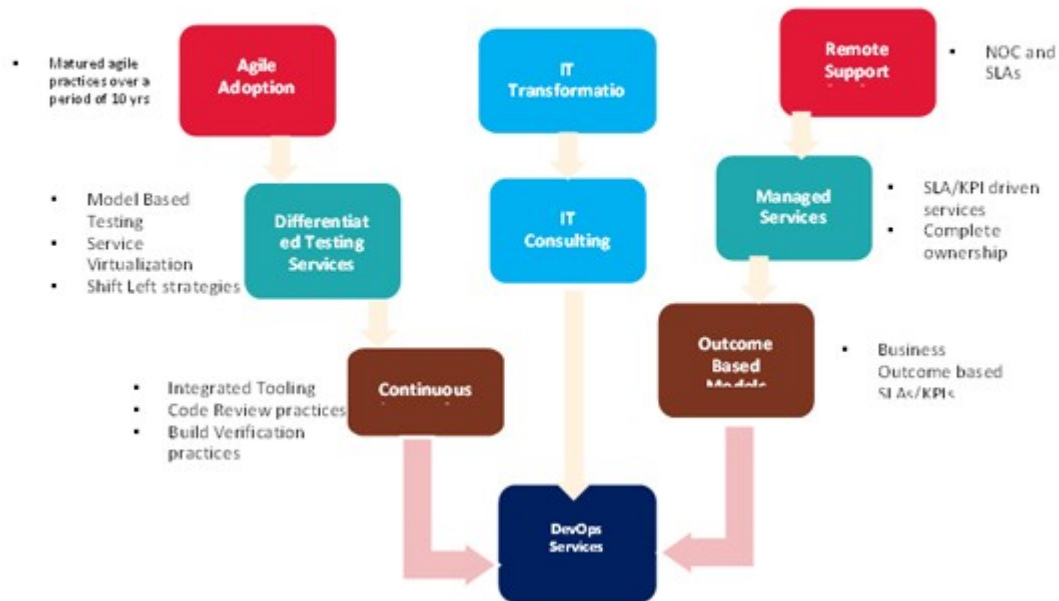 Agile
Adoption
IT
Transformatio
Remote
Support
▪ Matured agile
practices over a
period of 10 yrs
▪ NOC and
SLAs
▪ Model Based
Testing
▪ Service
Virtualization
▪ Shift Left strategies
Differentiat
ed Testing
Services
IT
Consulting
Managed
Services
▪ SLA/KPI driven
services
▪ Complete
ownership
▪ Integrated Tooling
▪ Code Review practices
▪ Build Verification
practices
Continuous
Outcome
Based
Models
▪ Business
Outcome based
SLAs/KPIs
DevOps
Services